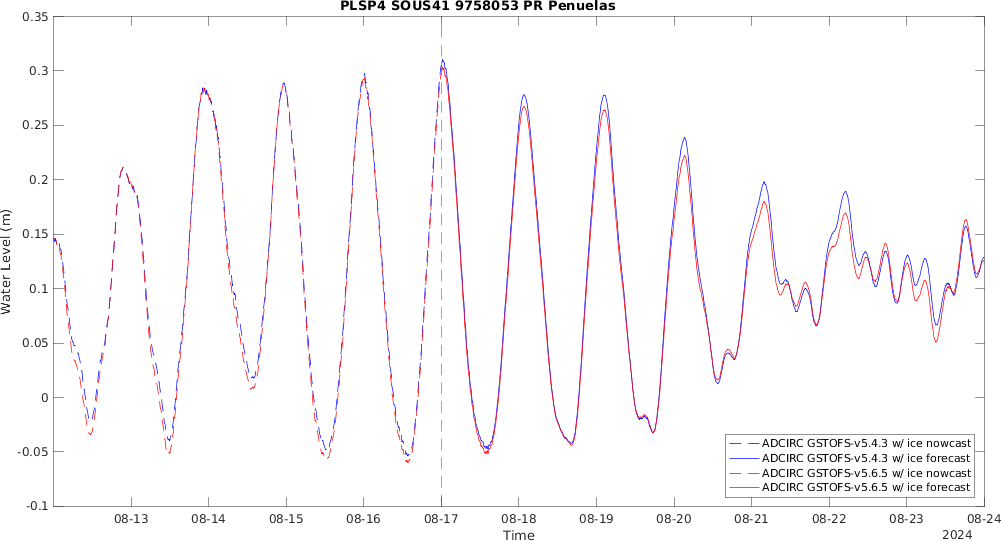 PLSP4 SOUS41 9758053 PR Penuelas
0.35
0.3
0.25
0.2
0.15
0.1
0.05
0
-0.05
-0.1
Water Level (m)
ADCIRC GSTOFS-v5.4.3 w/ ice nowcast
ADCIRC GSTOFS-v5.4.3 w/ ice forecast
ADCIRC GSTOFS-v5.6.5 w/ ice nowcast
ADCIRC GSTOFS-v5.6.5 w/ ice forecast
08-13 08-14 08-15 08-16 08-17 08-18 08-19 08-20 08-21 08-22 08-23 08-24
Time
2024